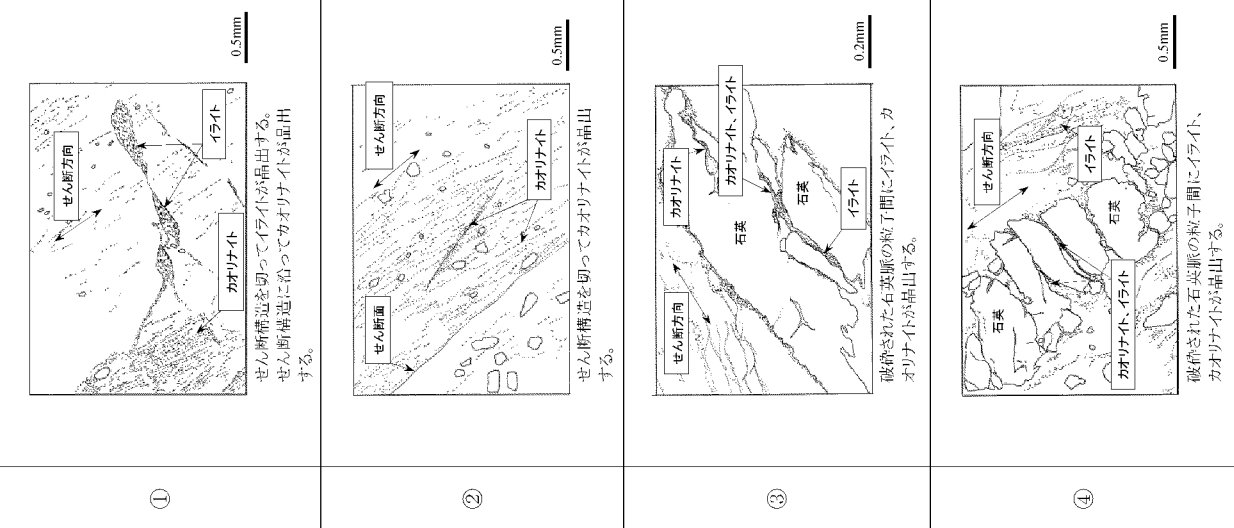 ①
せん断方向
イライト
カオリナイト
0.5mm
せん断構造を切ってイライトが晶出する。
せん断構造に沿ってカオリナイトが晶出
する。
②
せん断面
せん断方向
カオリナイト
0.5mm
せん断構造を切ってカオリナイトが晶出
する。
③
せん断方向
カオリナイト
カオリナイト、イライト
石英
石英
イライト
0.2mm
破砕された石英脈の粒子間にイライト、カ
オリナイトが晶出する。
④
石英
せん断方向
イライト
石英
カオリナイト、イライト
0.5mm
破砕された石英脈の粒子間にイライト、
カオリナイトが晶出する。